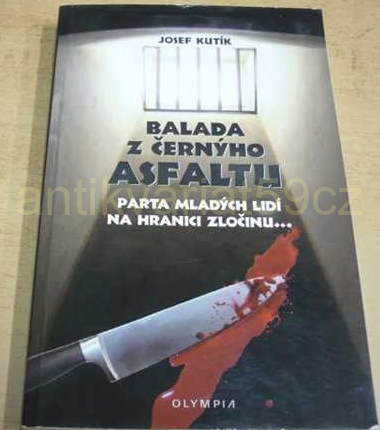 JOSEF KUTÍK
BALADA
Z ČERNÝHO
ASFALTU
PARTA MLADÝCH LIDÍ
NA HRANICI ZLOČINU...
OLYMPIA